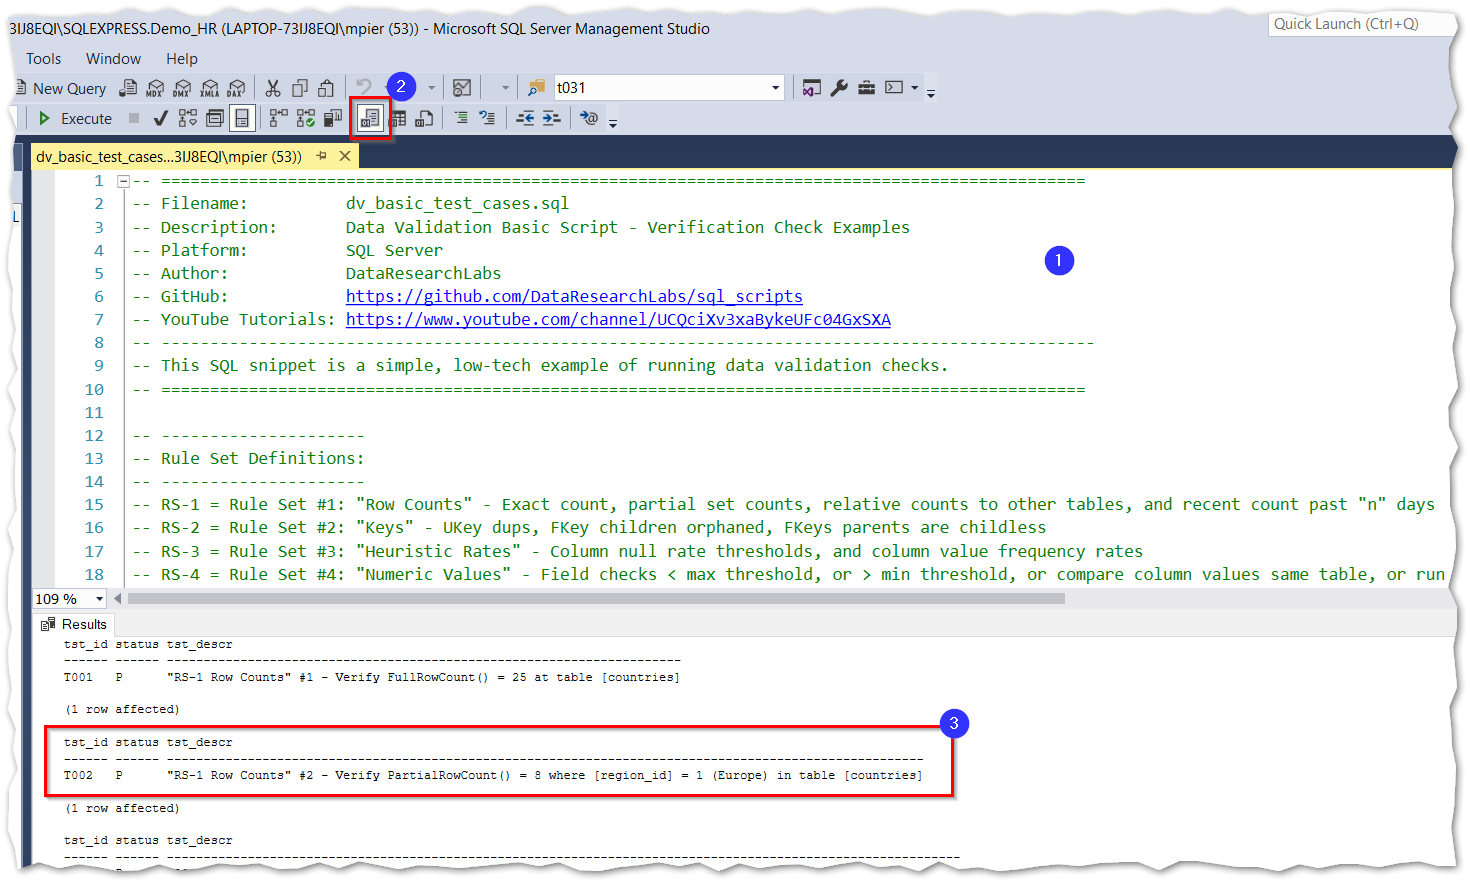 3IJ8EQI\SQLEXPRESS.Demo_HR (LAPTOP-73IJ8EQI\mpier (53)) - Microsoft SQL Server Management Studio
Quick Launch (Ctrl+Q)
Tools Window Help
New Query MDX DMX XMLA DAX 2 t031
Execute
dv_basic_test_cases...3IJ8EQI\mpier (53))
1 -- ===========================================================================================
2 -- Filename: dv_basic_test_cases.sql
3 -- Description: Data Validation Basic Script - Verification Check Examples
4 -- Platform: SQL Server
1
5 -- Author: DataResearchLabs
6 -- GitHub: https://github.com/DataResearchLabs/sql_scripts
7 -- YouTube Tutorials: https://www.youtube.com/channel/UCQciXv3xaBykeUFc04GxSXA
8 -- --------------------------------------------------------------------------------------------
9 -- This SQL snippet is a simple, low-tech example of running data validation checks.
10 -- ===========================================================================================
11
12 -- ---------------------
13 -- Rule Set Definitions:
14 -- ---------------------
15 -- RS-1 = Rule Set #1: "Row Counts" - Exact count, partial set counts, relative counts to other tables, and recent count past "n" days
16 -- RS-2 = Rule Set #2: "Keys" - UKey dups, FKey children orphaned, FKeys parents are childless
17 -- RS-3 = Rule Set #3: "Heuristic Rates" - Column null rate thresholds, and column value frequency rates
18 -- RS-4 = Rule Set #4: "Numeric Values" - Field checks < max threshold, or > min threshold, or compare column values same table, or run
109 %
Results
tst_id status tst_descr
------ ------ ------------------------------------------------------------------------
T001 P "RS-1 Row Counts" #1 - Verify FullRowCount() = 25 at table [countries]
(1 row affected)
3
tst_id status tst_descr
------ ------ ----------------------------------------------------------------------------------------------------------
T002 P "RS-1 Row Counts" #2 - Verify PartialRowCount() = 8 where [region_id] = 1 (Europe) in table [countries]
(1 row affected)
tst_id status tst_descr
------ ------ ---------------------------------------------------------------------------------------------------------------